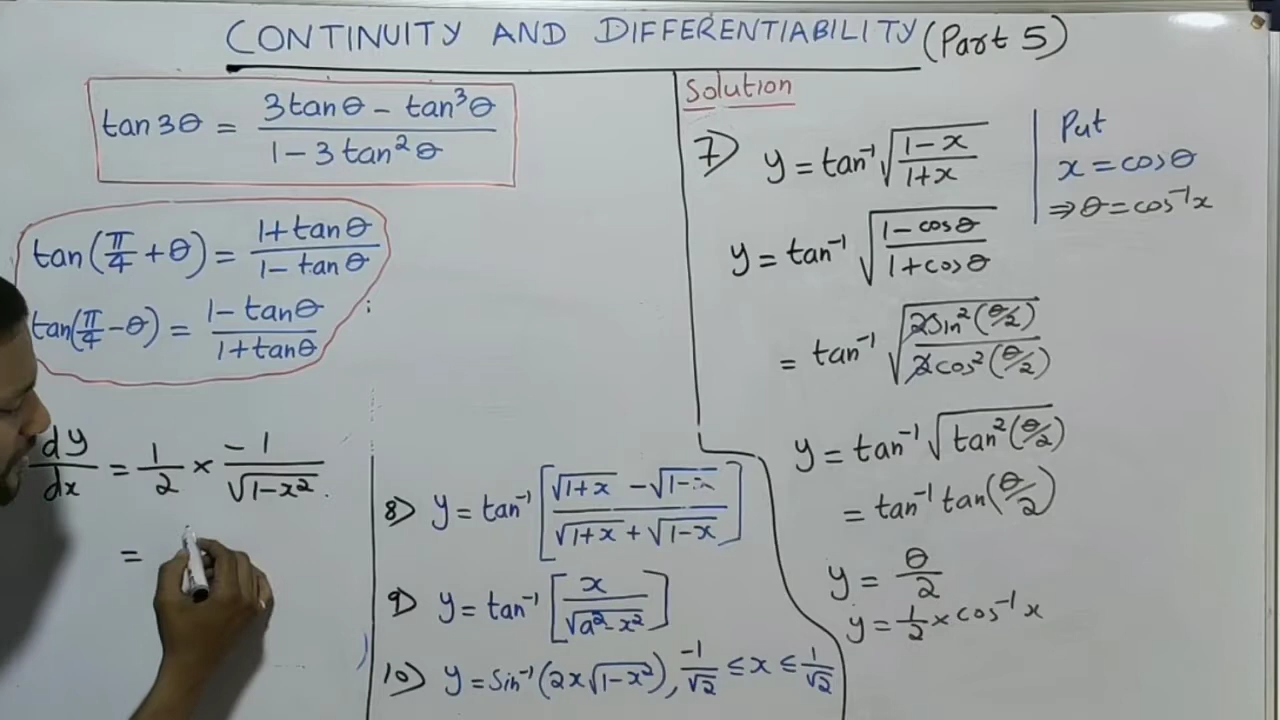 CONTINUITY AND DIFFERENTIABILITY (Part 5)
tan 3θ = (3tanθ – tan³θ)/(1 – 3 tan²θ)
tan(π/4 + θ) = (1+ tanθ)/(1 – tanθ)
tan(π/4 – θ) = (1 – tanθ)/(1 + tanθ)
dy/dx = 1/2 × –1/√(1–x²).
=
8) y = tan⁻¹ [(√(1+x) – √(1–x))/(√(1+x) + √(1–x))]
9) y = tan⁻¹ [x/√(a²–x²)]
10) y = Sin⁻¹ (2x√(1–x²)), –1/√2 ≤ x ≤ 1/√2
Solution
7) y = tan⁻¹ √((1–x)/(1+x))
Put
x = cosθ
⇒ θ = cos⁻¹x
y = tan⁻¹ √((1–cosθ)/(1+cosθ))
= tan⁻¹ √(2Sin²(θ/2)/2cos²(θ/2))
y = tan⁻¹ √(tan²(θ/2))
= tan⁻¹ tan(θ/2)
y = θ/2
y = 1/2 × cos⁻¹ x